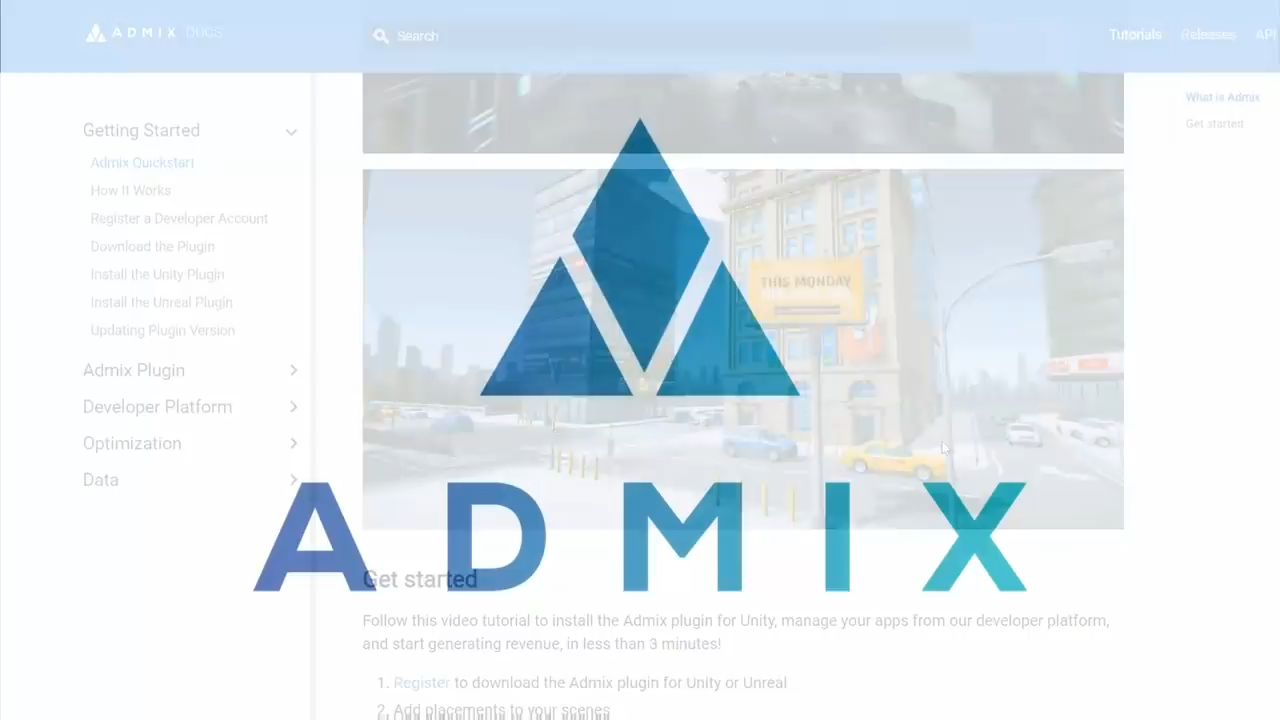 ADMIX DOCS
Search
Tutorials Releases API
What is Admix
Get started
Getting Started
Admix Quickstart
How It Works
Register a Developer Account
Download the Plugin
Install the Unity Plugin
Install the Unreal Plugin
Updating Plugin Version
Admix Plugin
Developer Platform
Optimization
Data
THIS MONDAY
ADMIX
Get started
Follow this video tutorial to install the Admix plugin for Unity, manage your apps from our developer platform,
and start generating revenue, in less than 3 minutes!
1. Register to download the Admix plugin for Unity or Unreal
2. Add placements to your scenes